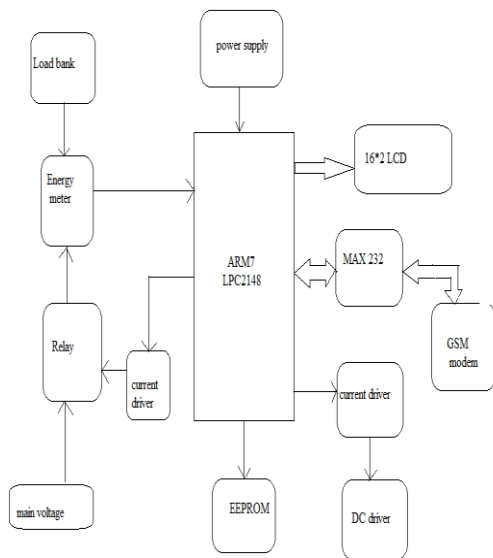 power supply
Load bank
16*2 LCD
Energy
meter
ARM7
LPC2148
MAX 232
Relay
GSM
modem
current
driver
current driver
EEPROM
DC driver
main voltage